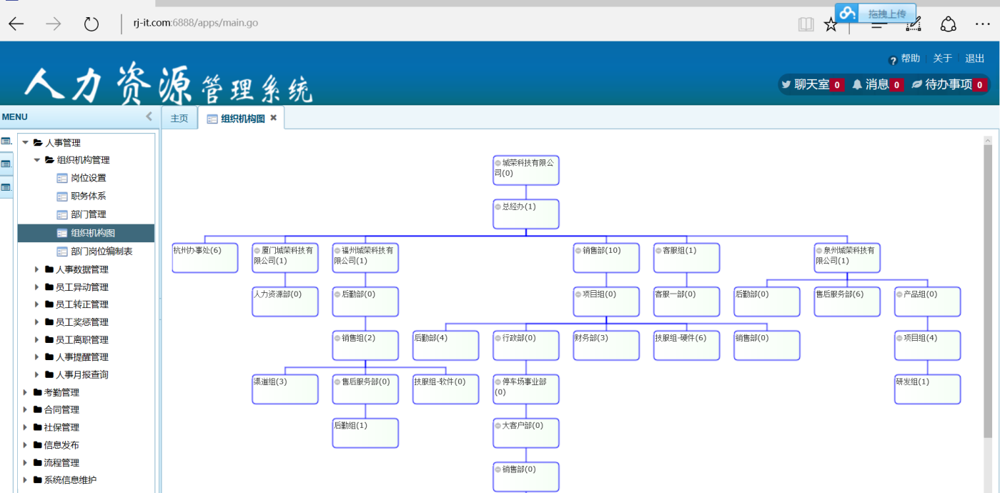 拖拽上传
rj-it.com:6888/apps/main.go
帮助 关于 退出
人力资源管理系统
聊天室 0 消息 0 待办事项 0
MENU
主页 组织机构图
人事管理
组织机构管理
岗位设置
职务体系
部门管理
组织机构图
部门岗位编制表
人事数据管理
员工异动管理
员工转正管理
员工奖惩管理
员工离职管理
人事提醒管理
人事月报查询
考勤管理
合同管理
社保管理
信息发布
流程管理
系统信息维护
城荣科技有限公
司(0)
总经办(1)
杭州办事处(6)
厦门城荣科技有
限公司(1)
福州城荣科技有
限公司(1)
销售部(10)
客服组(1)
泉州城荣科技有
限公司(1)
人力资源部(0)
后勤部(0)
项目组(0)
客服一部(0)
后勤部(0)
售后服务部(6)
产品组(0)
销售组(2)
后勤部(4)
行政部(0)
财务部(3)
技服组-硬件(6)
销售部(0)
项目组(4)
渠道组(3)
售后服务部(0)
技服组-软件(0)
停车场事业部
(0)
研发组(1)
后勤组(1)
大客户部(0)
销售部(0)